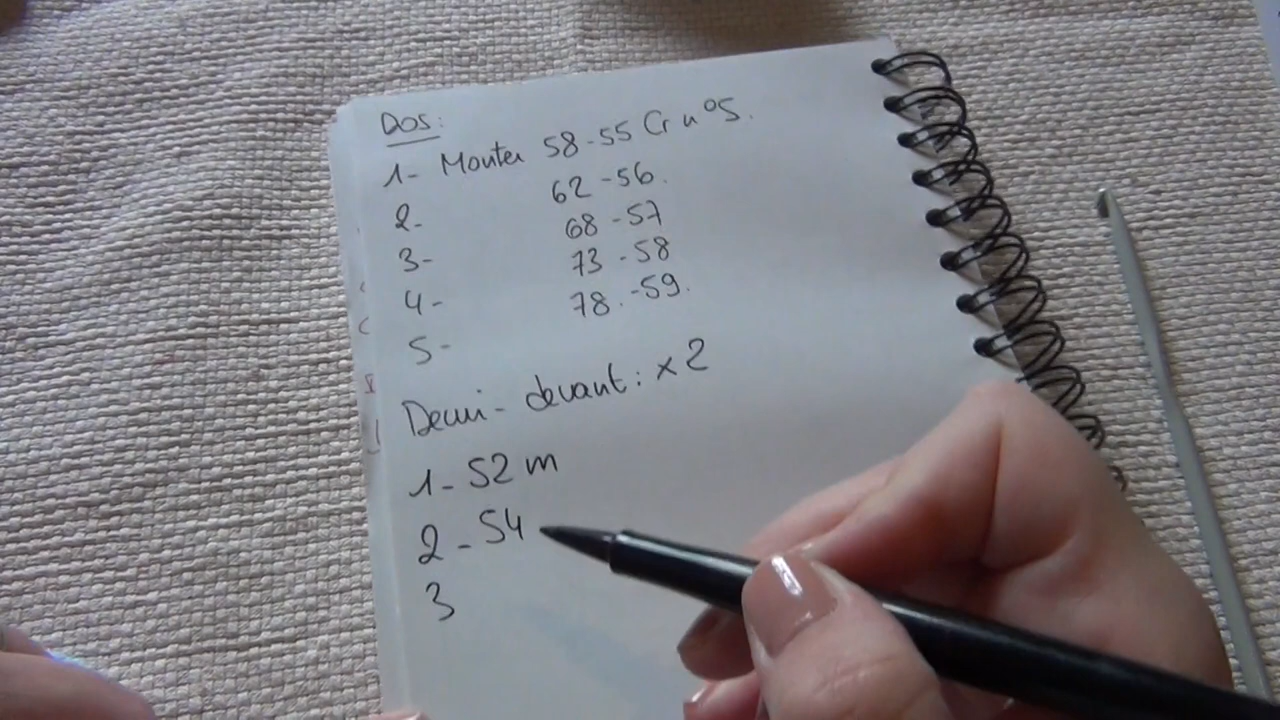 Dos:
1- Monter 58-55 Cr n°5.
2- 62-56.
3- 68-57
4- 73-58
5- 78.-59.
Demi-devant: x2
1- 52 m
2- 54
3